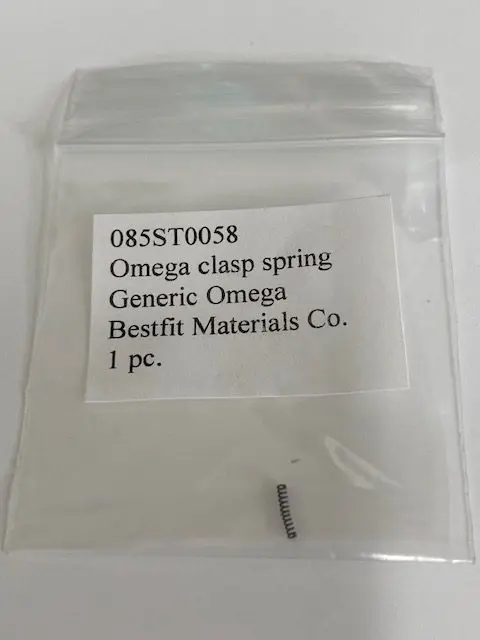 085ST0058
Omega clasp spring
Generic Omega
Bestfit Materials Co.
1 pc.